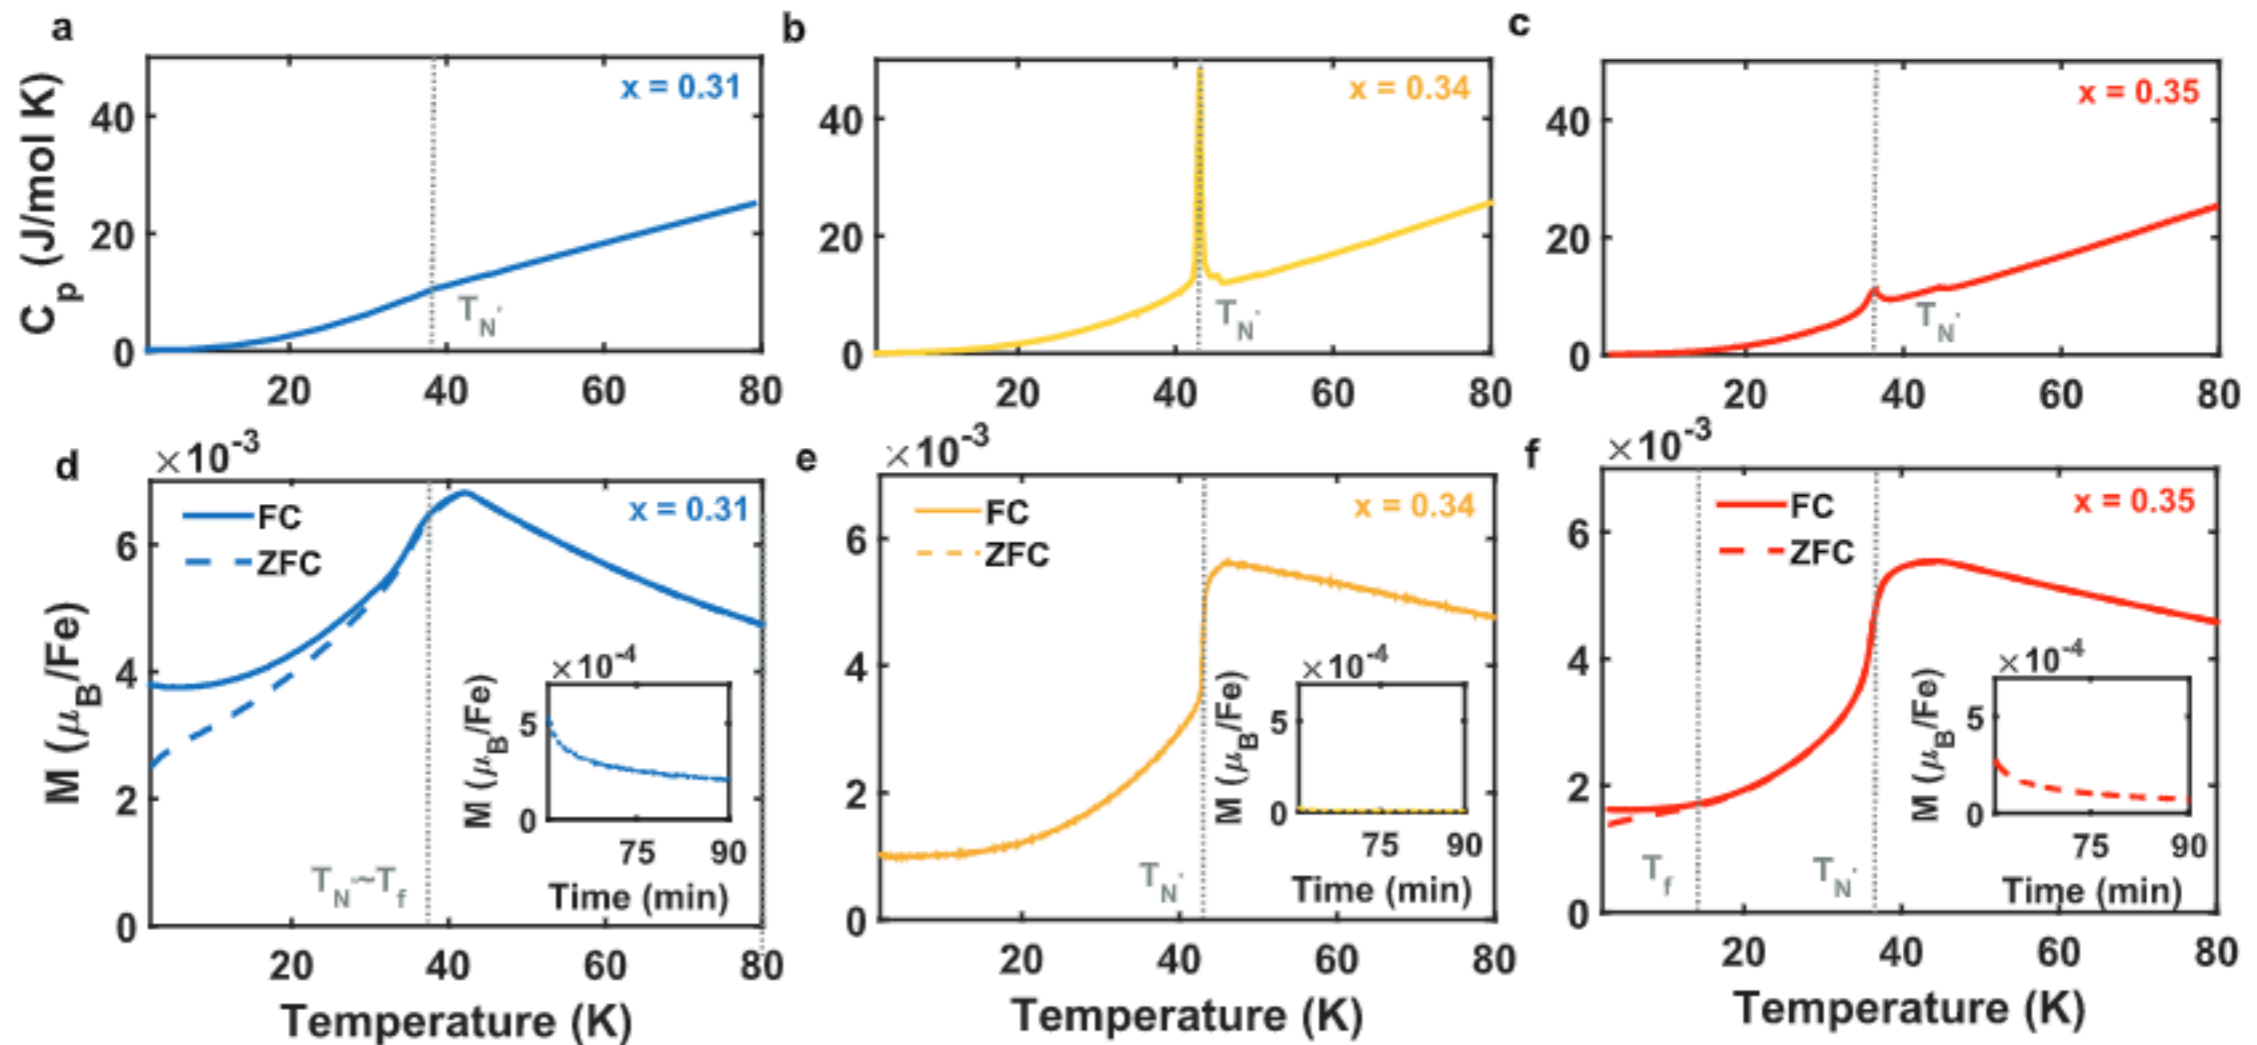 a
x = 0.31
C_p (J/mol K)
40
20
0
T_N'
20 40 60 80
b
x = 0.34
40
20
0
T_N'
20 40 60 80
c
x = 0.35
40
20
0
T_N'
20 40 60 80
d
×10^-3
FC
ZFC
x = 0.31
M (μ_B/Fe)
6
4
2
0
T_N~T_f
×10^-4
M (μ_B/Fe)
5
0
75 90
Time (min)
20 40 60 80
Temperature (K)
e
×10^-3
FC
ZFC
x = 0.34
6
4
2
0
T_N'
×10^-4
M (μ_B/Fe)
5
0
75 90
Time (min)
20 40 60 80
Temperature (K)
f
×10^-3
FC
ZFC
x = 0.35
6
4
2
0
T_f
T_N'
×10^-4
M (μ_B/Fe)
5
0
75 90
Time (min)
20 40 60 80
Temperature (K)